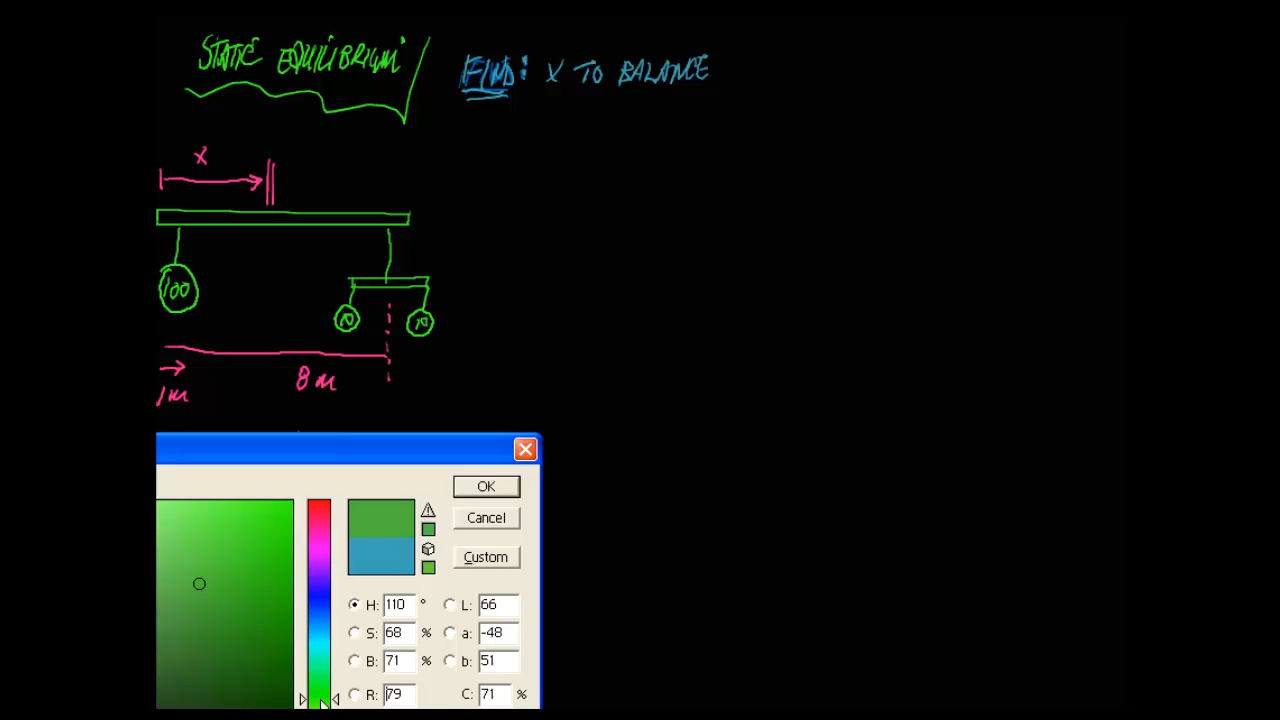 STATIC EQUILIBRIUM
FIND: X TO BALANCE
X
100
10
10
8 m
1m
OK
Cancel
Custom
H: 110 °
L: 66
S: 68 %
a: -48
B: 71 %
b: 51
R: 79
C: 71 %